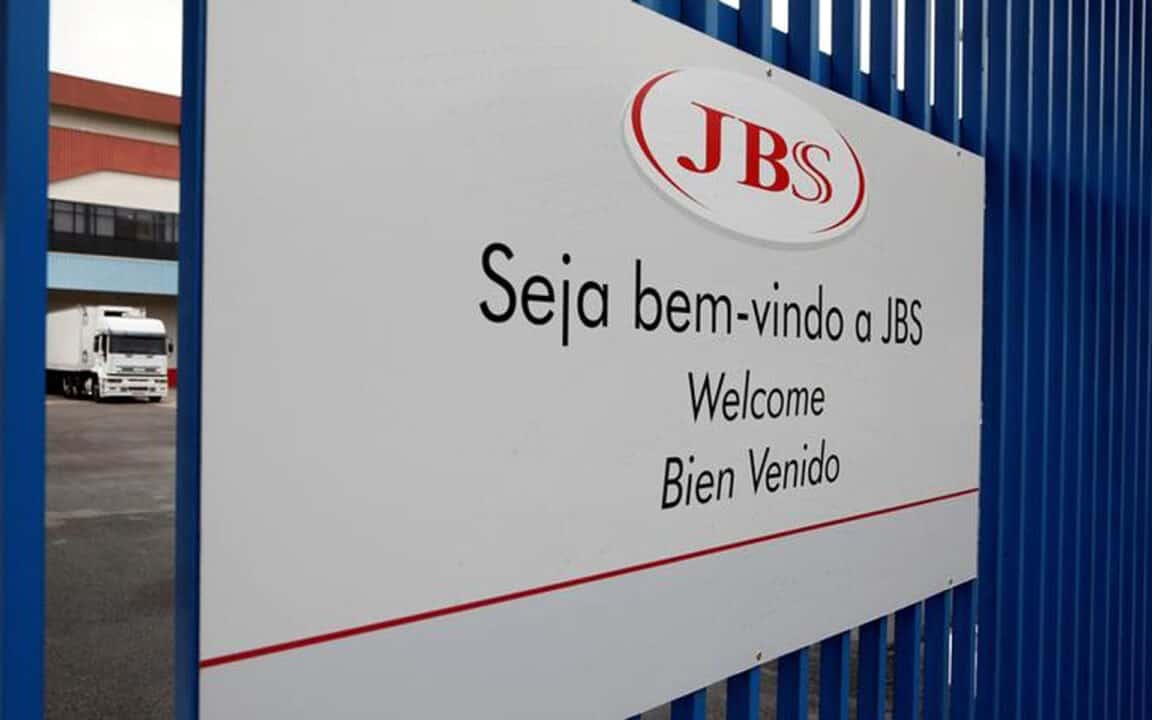 JBS
Seja bem-vindo a JBS
Welcome
Bien Venido